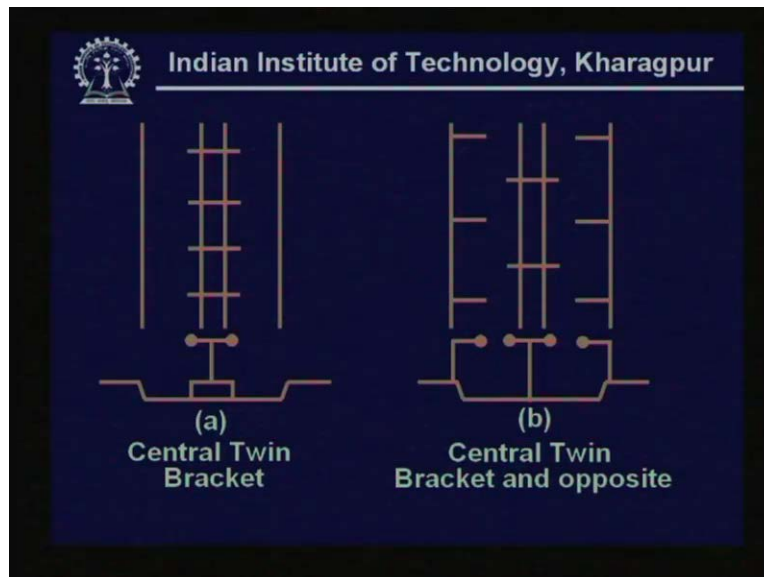 Indian Institute of Technology, Kharagpur
(a)
Central Twin
Bracket
(b)
Central Twin
Bracket and opposite